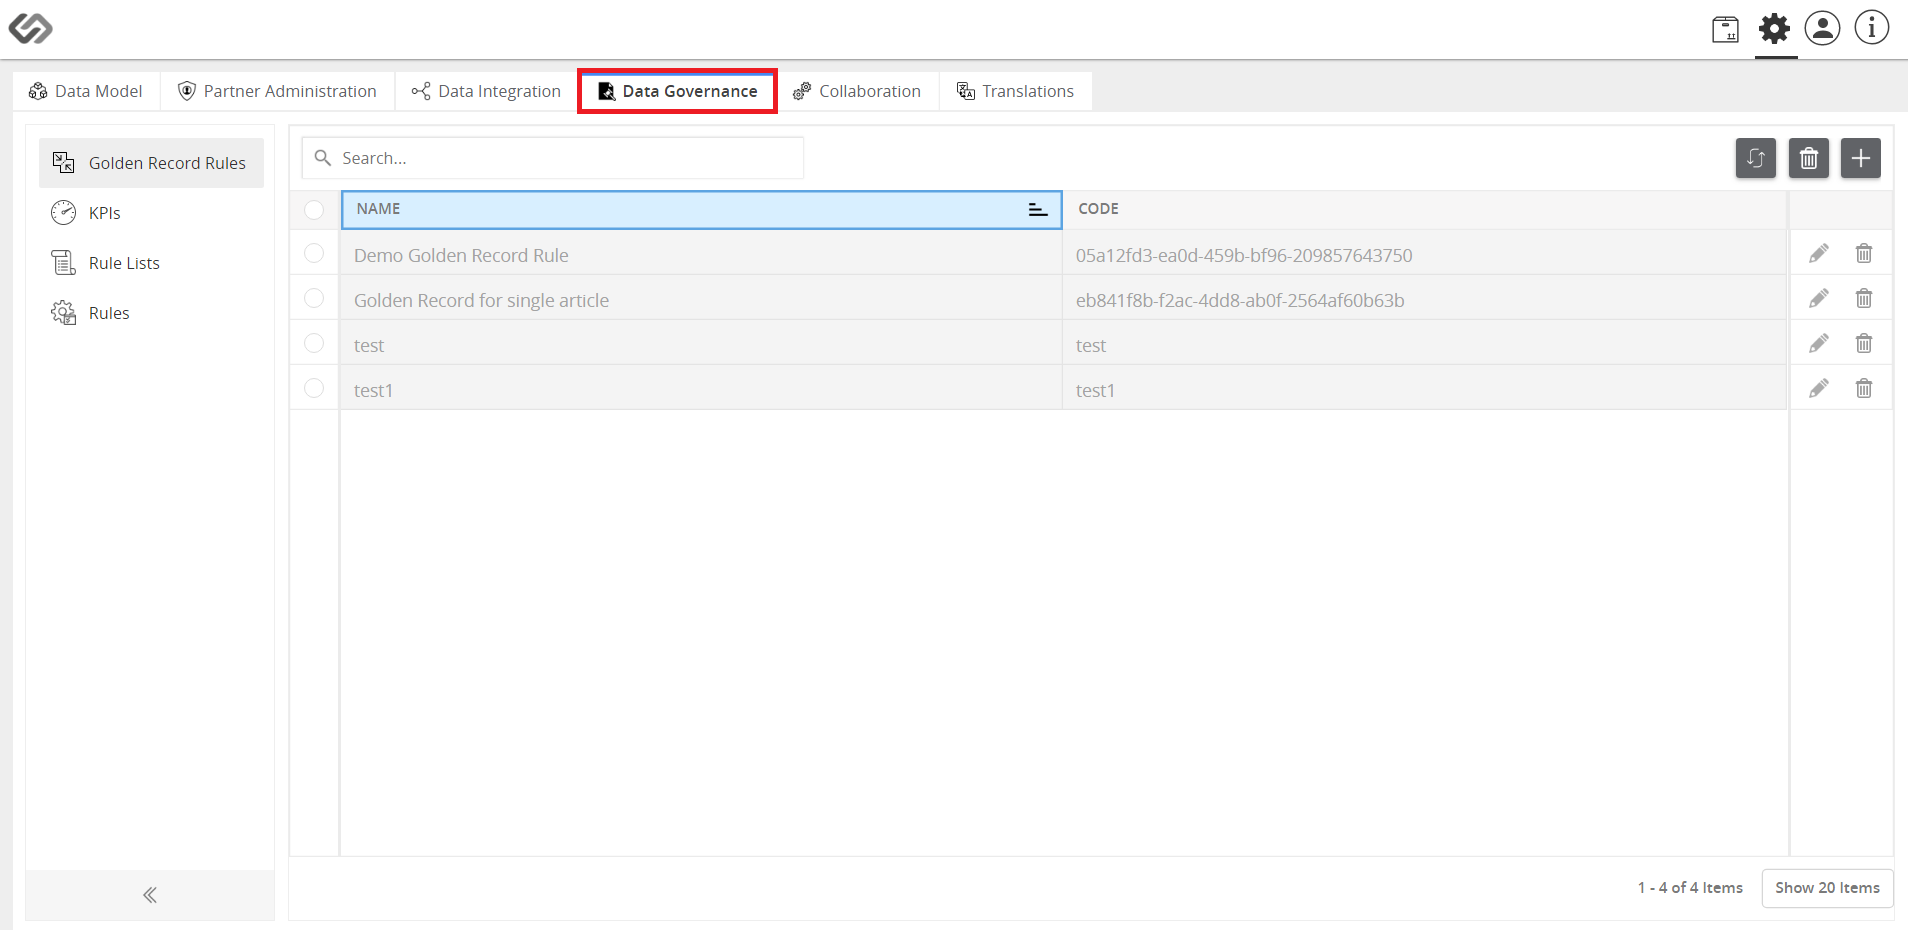 Data Model Partner Administration Data Integration Data Governance Collaboration Translations
Golden Record Rules
KPIs
Rule Lists
Rules
Search...
NAME CODE
Demo Golden Record Rule 05a12fd3-ea0d-459b-bf96-209857643750
Golden Record for single article eb841f8b-f2ac-4dd8-ab0f-2564af60b63b
test test
test1 test1
1 - 4 of 4 Items Show 20 Items